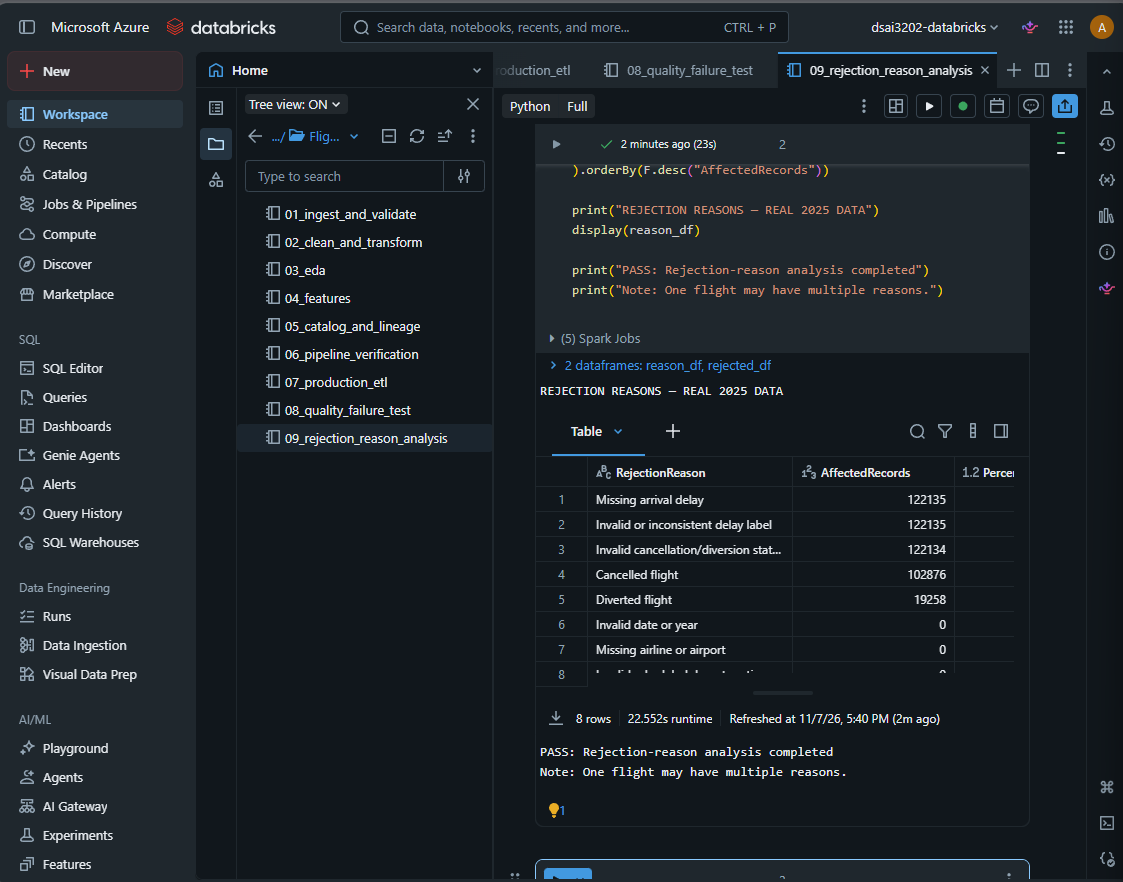 Microsoft Azure
databricks
Search data, notebooks, recents, and more...
CTRL + P
dsai3202-databricks
A
New
Workspace
Recents
Catalog
Jobs & Pipelines
Compute
Discover
Marketplace
SQL
SQL Editor
Queries
Dashboards
Genie Agents
Alerts
Query History
SQL Warehouses
Data Engineering
Runs
Data Ingestion
Visual Data Prep
AI/ML
Playground
Agents
AI Gateway
Experiments
Features
Home
Tree view: ON
.../
Flig...
Type to search
01_ingest_and_validate
02_clean_and_transform
03_eda
04_features
05_catalog_and_lineage
06_pipeline_verification
07_production_etl
08_quality_failure_test
09_rejection_reason_analysis
roduction_etl
08_quality_failure_test
09_rejection_reason_analysis
Python
Full
2 minutes ago (23s)
2
).orderBy(F.desc("AffectedRecords"))
print("REJECTION REASONS — REAL 2025 DATA")
display(reason_df)
print("PASS: Rejection-reason analysis completed")
print("Note: One flight may have multiple reasons.")
(5) Spark Jobs
2 dataframes: reason_df, rejected_df
REJECTION REASONS — REAL 2025 DATA
Table
RejectionReason AffectedRecords 1.2 Percer
1 Missing arrival delay 122135
2 Invalid or inconsistent delay label 122135
3 Invalid cancellation/diversion stat... 122134
4 Cancelled flight 102876
5 Diverted flight 19258
6 Invalid date or year 0
7 Missing airline or airport 0
8
8 rows
22.552s runtime
Refreshed at 11/7/26, 5:40 PM (2m ago)
PASS: Rejection-reason analysis completed
Note: One flight may have multiple reasons.
1